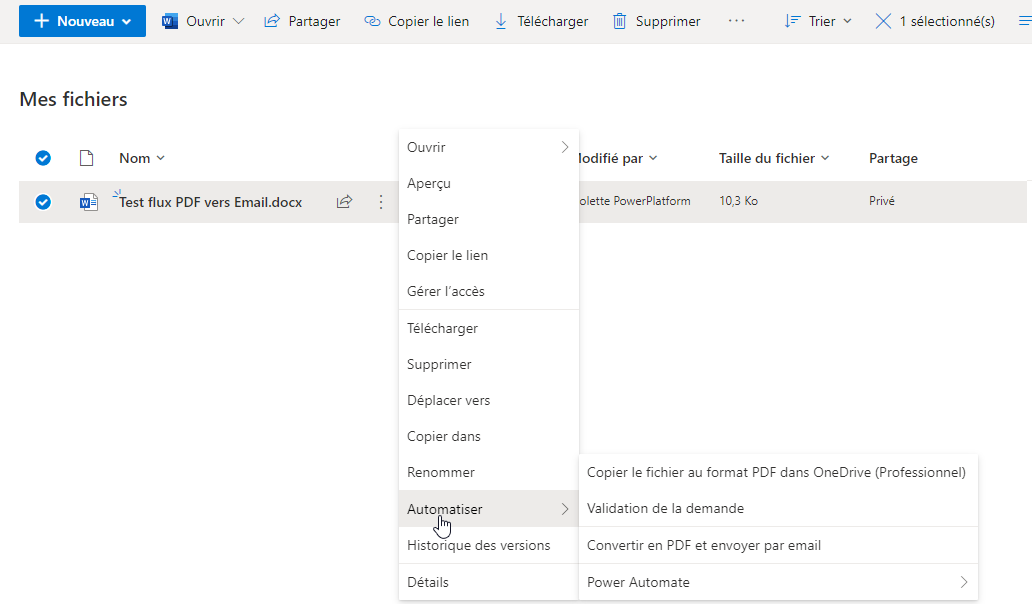 Nouveau Ouvrir Partager Copier le lien Télécharger Supprimer ... Trier 1 sélectionné(s)
Mes fichiers
Nom odifié par Taille du fichier Partage
Test flux PDF vers Email.docx olette PowerPlatform 10,3 Ko Privé
Ouvrir
Aperçu
Partager
Copier le lien
Gérer l'accès
Télécharger
Supprimer
Déplacer vers
Copier dans
Renommer
Automatiser
Historique des versions
Détails
Copier le fichier au format PDF dans OneDrive (Professionnel)
Validation de la demande
Convertir en PDF et envoyer par email
Power Automate